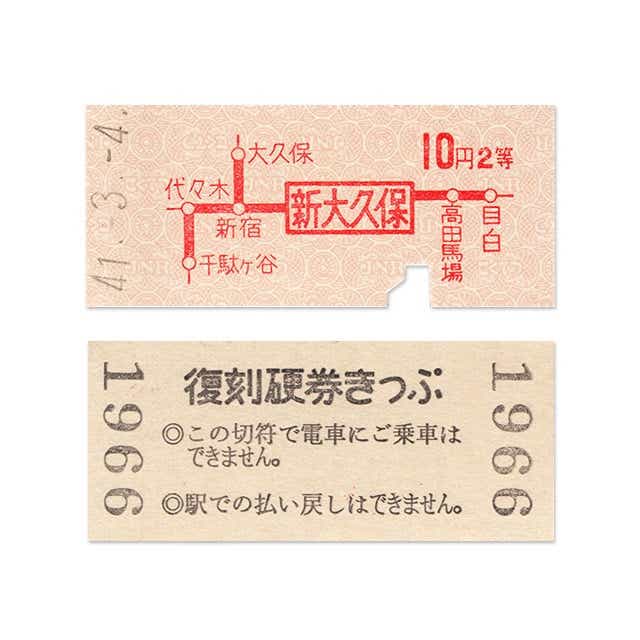 41.-3.-4.
大久保
10円2等
代々木
新宿
新大久保
高田馬場
目白
千駄ヶ谷
1966
復刻硬券きっぷ
◎この切符で電車にご乗車は
できません。
◎駅での払い戻しはできません。
1966